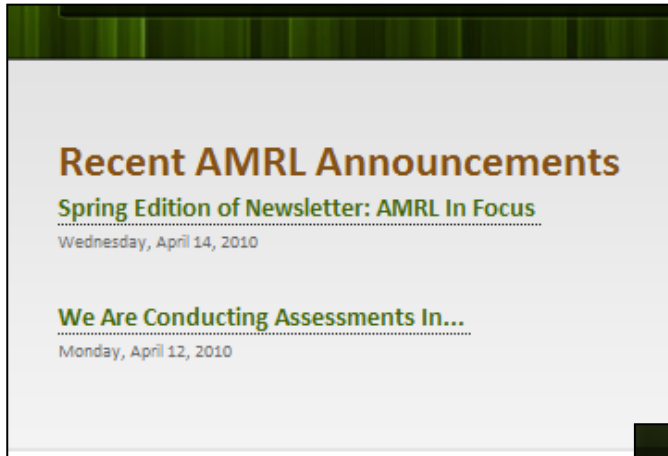 Recent AMRL Announcements
Spring Edition of Newsletter: AMRL In Focus
Wednesday, April 14, 2010
We Are Conducting Assessments In...
Monday, April 12, 2010